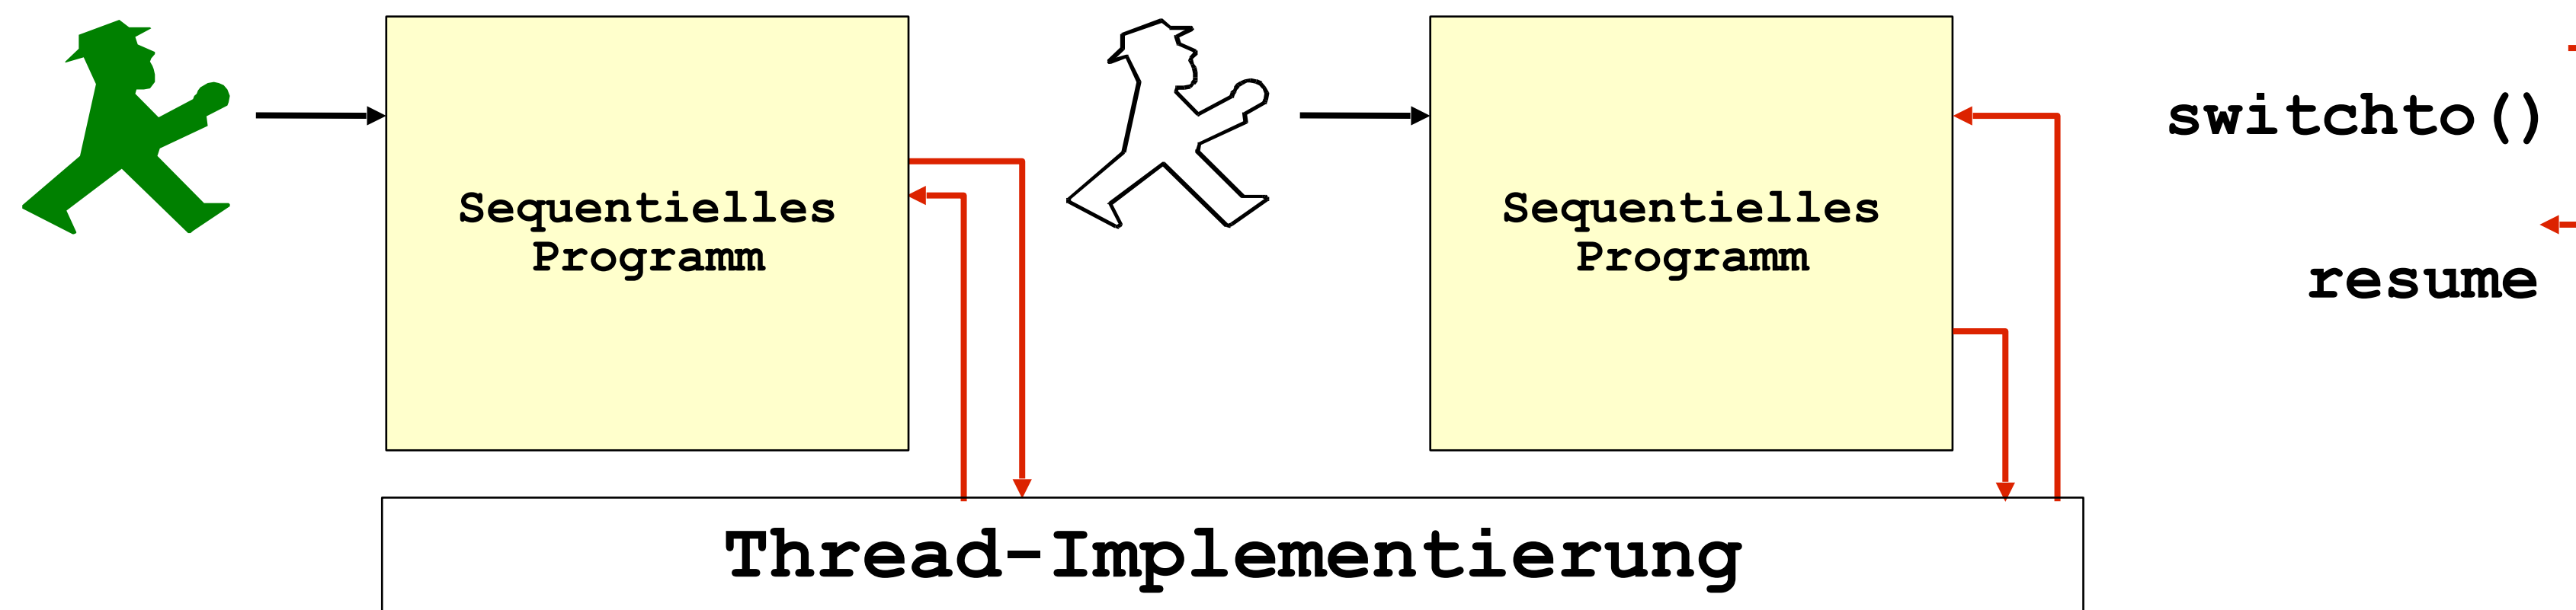 Sequentielles
Programm
Sequentielles
Programm
switchto()
resume
Thread-Implementierung